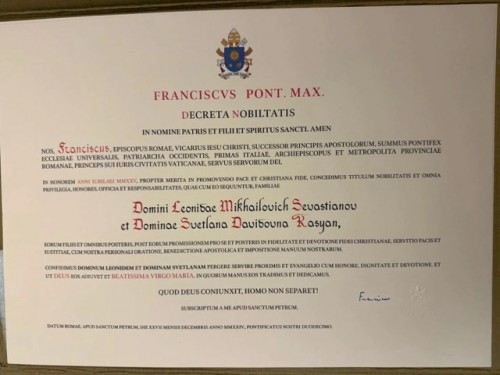 FRANCISCVS PONT. MAX.
DECRETA NOBILTATIS
IN NOMINE PATRIS ET FILII ET SPIRITUS SANCTI. AMEN
NOS, Franciscus, EPISCOPUS ROMAE, VICARIUS IESU CHRISTI, SUCCESSOR PRINCIPIS APOSTOLORUM, SUMMUS PONTIFEX
ECCLESIAE UNIVERSALIS, PATRIARCHA OCCIDENTIS, PRIMAS ITALIAE, ARCHIEPISCOPUS ET METROPOLITA PROVINCIAE
ROMANAE, PRINCEPS SUI IURIS CIVITATIS VATICANAE, SERVUS SERVORUM DEI.
IN HONOREM ANNI IUBILAEI MMXXV, PROPTER MERITA IN PROMOVENDO PACE ET CHRISTIANA FIDE, CONCEDIMUS TITULUM NOBILITATIS ET OMNIA
PRIVILEGIA, HONORES, OFFICIA ET RESPONSABILITATES, QUAE CUM EO SEQUUNTUR, FAMILIAE
Domini Leonidae Mikhailovich Sevastianov
et Dominae Svetlana Davidovna Kasyan,
EORUM FILIIS ET OMNIBUS POSTERIS, POST EORUM PROMISSIONEM PRO SE ET POSTERIS IN FIDELITATE ET DEVOTIONE FIDEI CHRISTIANAE, SERVITIO PACIS ET
IUSTITIAE, CUM NOSTRA PERSONALI ORATIONE, BENEDICTIONE APOSTOLICA ET IMPOSITIONE MANUUM NOSTRARUM.
CONFIDIMUS DOMINUM LEONIDEM ET DOMINAM SVETLANAM PERGERE SERVIRE PROXIMIS ET EVANGELIO CUM HONORE, DIGNITATE ET DEVOTIONE, ET
UT DEUS EOS ADIUVET ET BEATISSIMA VIRGO MARIA, IN QUORUM MANUS EOS TRADIMUS ET DEDICAMUS.
QUOD DEUS CONIUNXIT, HOMO NON SEPARET!
Franciscus
SUBSCRIPTUM A ME APUD SANCTUM PETRUM.
DATUM ROMAE, APUD SANCTUM PETRUM, DIE XXVII MENSIS DECEMBRIS ANNO MMXXIV, PONTIFICATUS NOSTRI DUODECIMO.